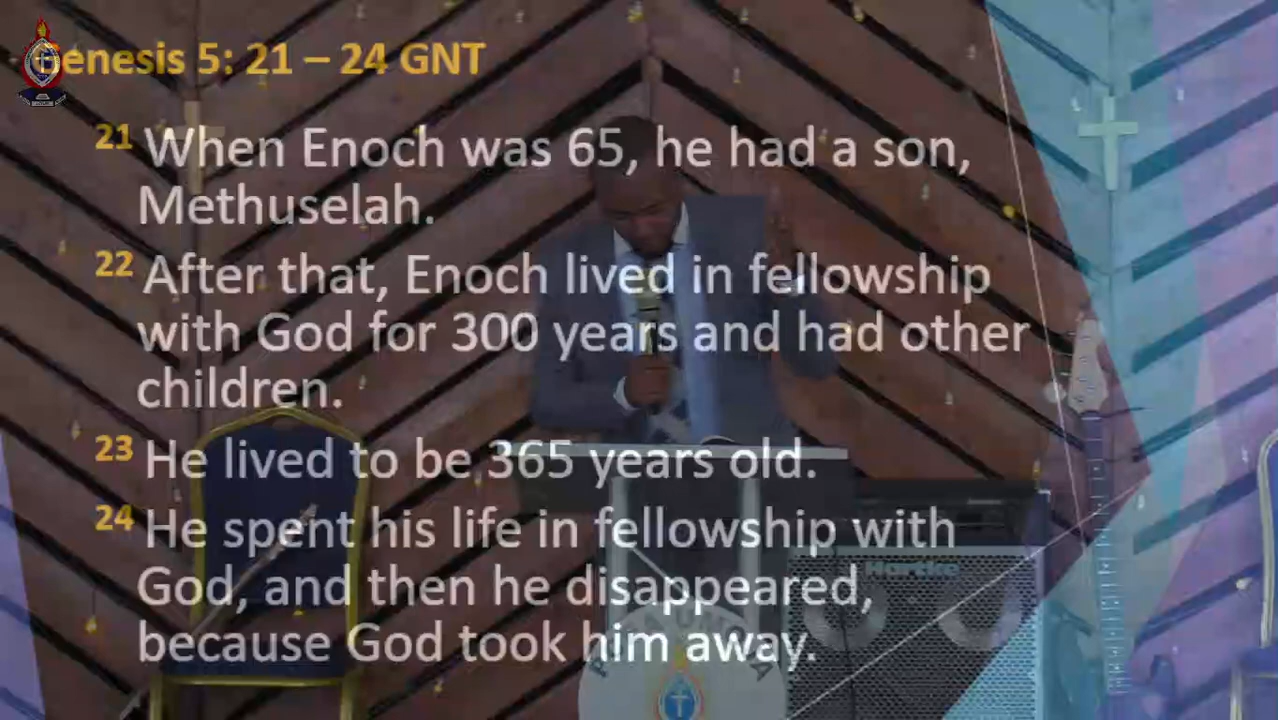 enesis 5: 21 – 24 GNT
21 When Enoch was 65, he had a son,
Methuselah.
22 After that, Enoch lived in fellowship
with God for 300 years and had other
children.
23 He lived to be 365 years old.
24 He spent his life in fellowship with
God, and then he disappeared,
because God took him away.
Hartke